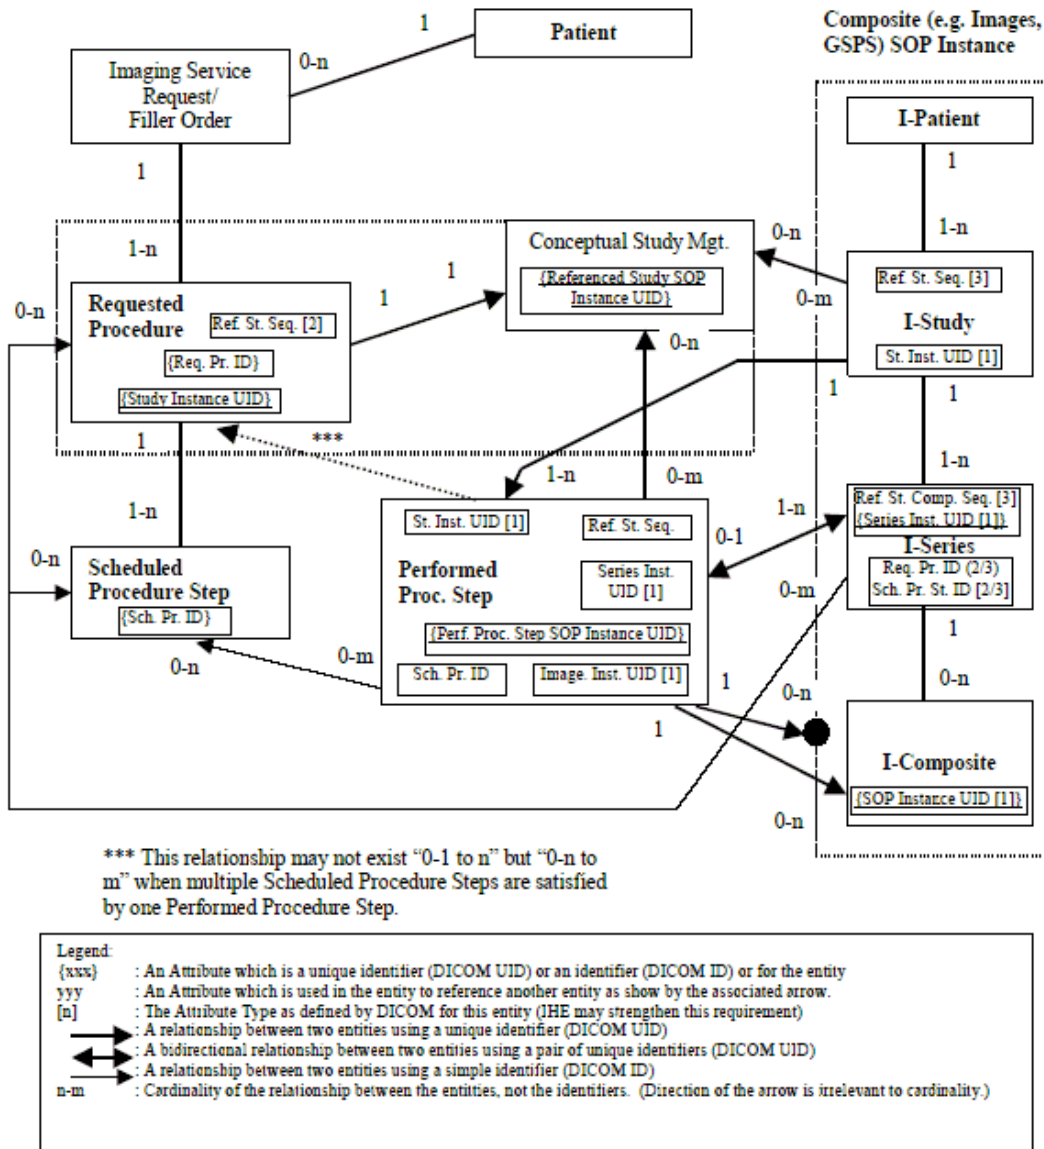 1
Patient
0-n
Imaging Service
Request/
Filler Order
Composite (e.g. Images,
GSPS) SOP Instance
I-Patient
1
1
1-n
1-n
Conceptual Study Mgt.
{Referenced Study SOP
Instance UID}
0-n
0-m
Ref. St. Seq. [3]
I-Study
St. Inst. UID [1]
0-n
Requested
Procedure
Ref. St. Seq. [2]
{Req. Pr. ID}
{Study Instance UID}
1
1
0-n
1
1
1
***
1-n
0-m
1-n
1-n
St. Inst. UID [1]
Ref. St. Seq.
Performed
Proc. Step
Series Inst.
UID [1]
{Perf. Proc. Step SOP Instance UID}
Sch. Pr. ID
Image. Inst. UID [1]
0-1
1-n
0-m
Ref. St. Comp. Seq. [3]
{Series Inst. UID [1]}
I-Series
Req. Pr. ID (2/3)
Sch. Pr. St. ID [2/3]
0-n
Scheduled
Procedure Step
{Sch. Pr. ID}
0-n
0-m
1
0-n
1
0-n
1
0-n
I-Composite
{SOP Instance UID [1]}
*** This relationship may not exist “0-1 to n” but “0-n to
m” when multiple Scheduled Procedure Steps are satisfied
by one Performed Procedure Step.
Legend:
{xxx} : An Attribute which is a unique identifier (DICOM UID) or an identifier (DICOM ID) or for the entity
yyy : An Attribute which is used in the entity to reference another entity as show by the associated arrow.
[n] : The Attribute Type as defined by DICOM for this entity (IHE may strengthen this requirement)
: A relationship between two entities using a unique identifier (DICOM UID)
: A bidirectional relationship between two entities using a pair of unique identifiers (DICOM UID)
: A relationship between two entities using a simple identifier (DICOM ID)
n-m : Cardinality of the relationship between the entities, not the identifiers. (Direction of the arrow is irrelevant to cardinality.)